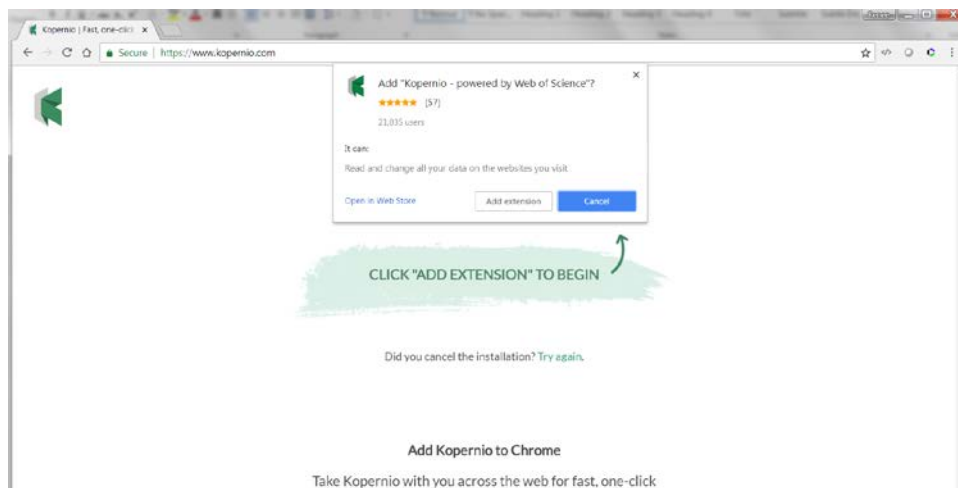 Kopernio | Fast, one-click
Secure | https://www.kopernio.com
Add "Kopernio - powered by Web of Science"?
(57)
21,035 users
It can:
Read and change all your data on the websites you visit
Open in Web Store
Add extension
Cancel
CLICK "ADD EXTENSION" TO BEGIN
Did you cancel the installation? Try again.
Add Kopernio to Chrome
Take Kopernio with you across the web for fast, one-click